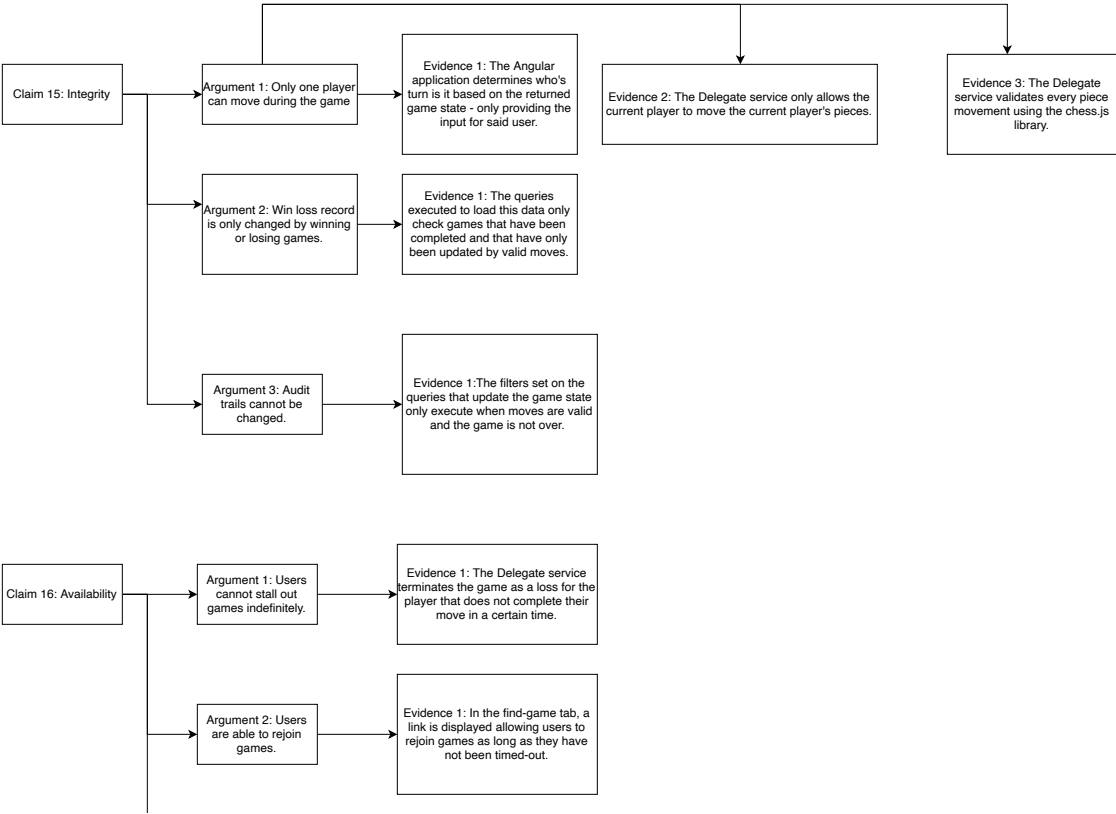 Claim 15: Integrity
Argument 1: Only one player
can move during the game
Evidence 1: The Angular
application determines who's
turn is it based on the returned
game state - only providing the
input for said user.
Evidence 2: The Delegate service only allows the
current player to move the current player's pieces.
Evidence 3: The Delegate
service validates every piece
movement using the chess.js
library.
Argument 2: Win loss record
is only changed by winning
or losing games.
Evidence 1: The queries
executed to load this data only
check games that have been
completed and that have only
been updated by valid moves.
Argument 3: Audit
trails cannot be
changed.
Evidence 1:The filters set on the
queries that update the game state
only execute when moves are valid
and the game is not over.
Claim 16: Availability
Argument 1: Users
cannot stall out
games indefinitely.
Evidence 1: The Delegate service
terminates the game as a loss for the
player that does not complete their
move in a certain time.
Argument 2: Users
are able to rejoin
games.
Evidence 1: In the find-game tab, a
link is displayed allowing users to
rejoin games as long as they have
not been timed-out.